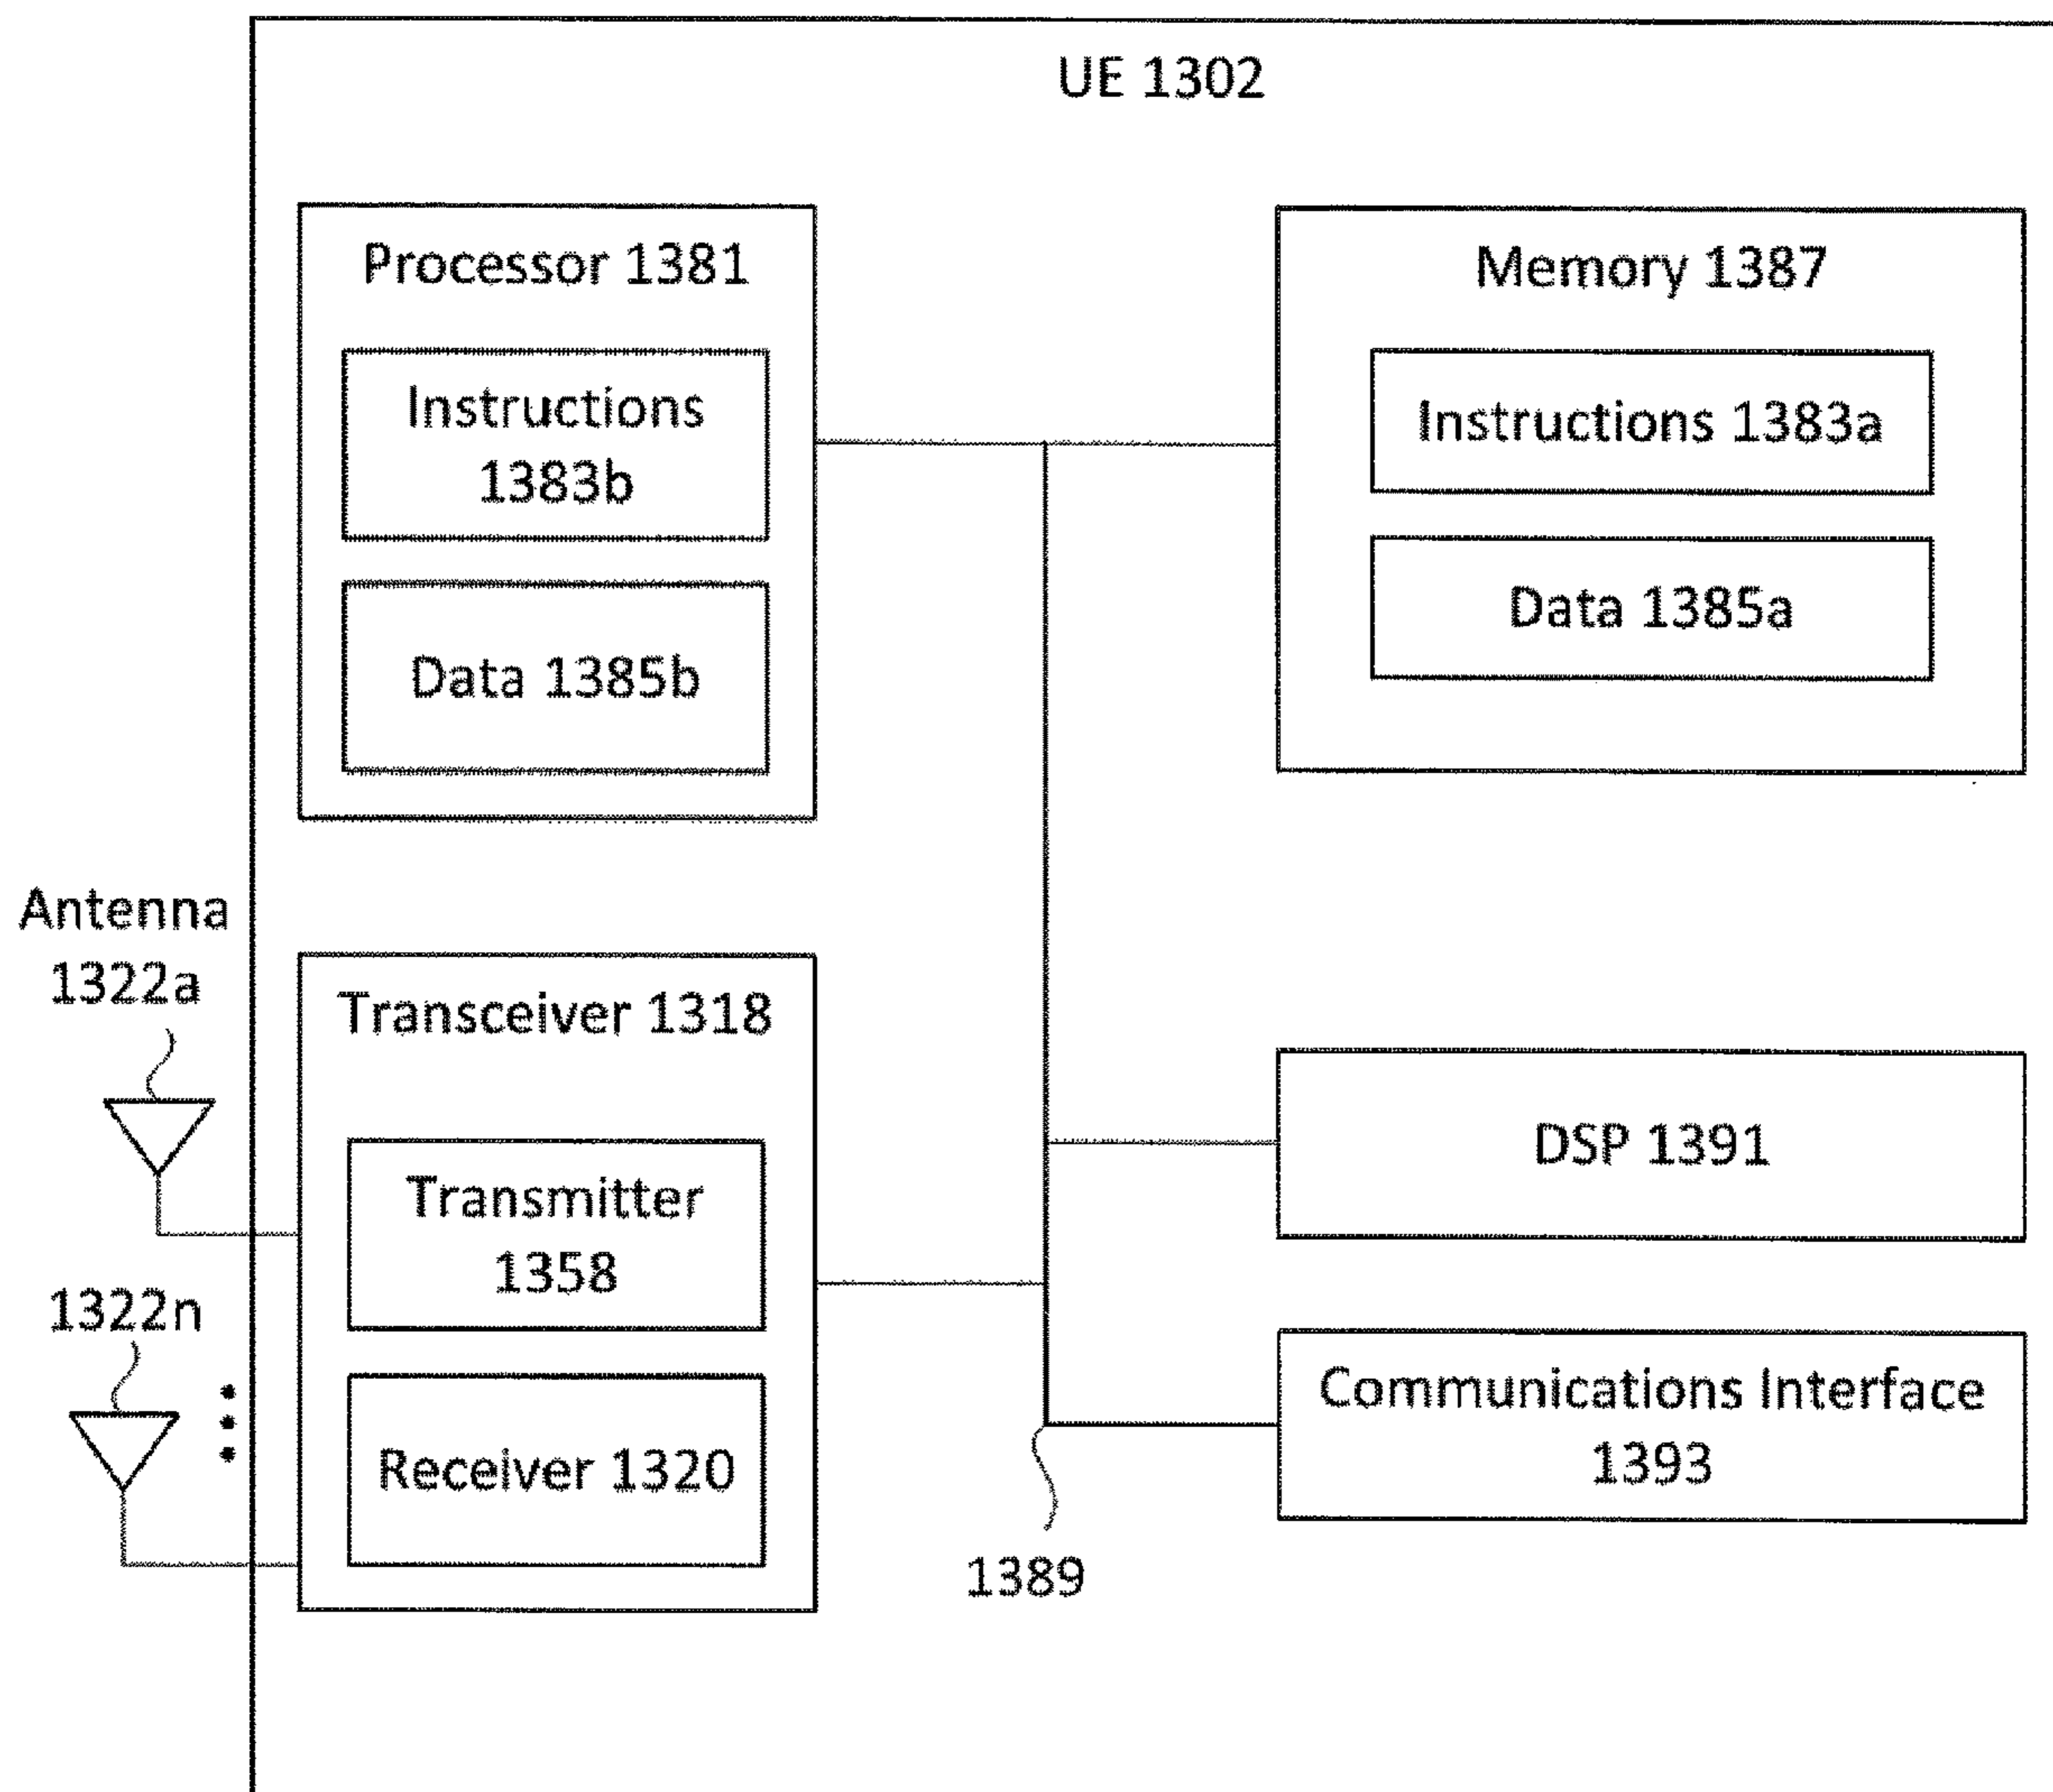 UE 1302
Processor 1381
Instructions
1383b
Data 1385b
Memory 1387
Instructions 1383a
Data 1385a
Antenna
1322a
1322n
Transceiver 1318
Transmitter
1358
Receiver 1320
DSP 1391
Communications Interface
1393
1389